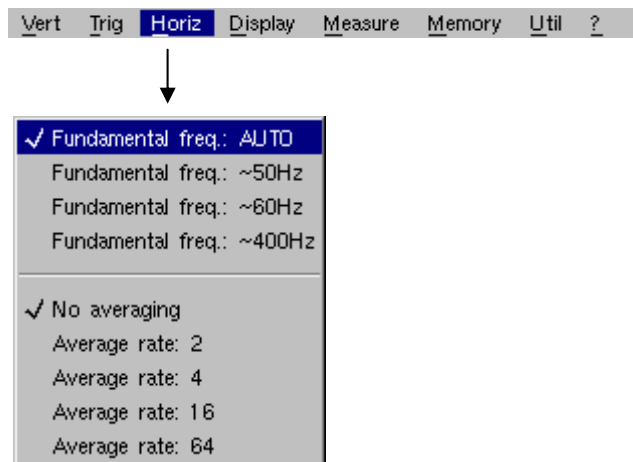 Vert Trig Horiz Display Measure Memory Util ?
✓ Fundamental freq.: AUTO
Fundamental freq.: ~50Hz
Fundamental freq.: ~60Hz
Fundamental freq.: ~400Hz
✓ No averaging
Average rate: 2
Average rate: 4
Average rate: 16
Average rate: 64